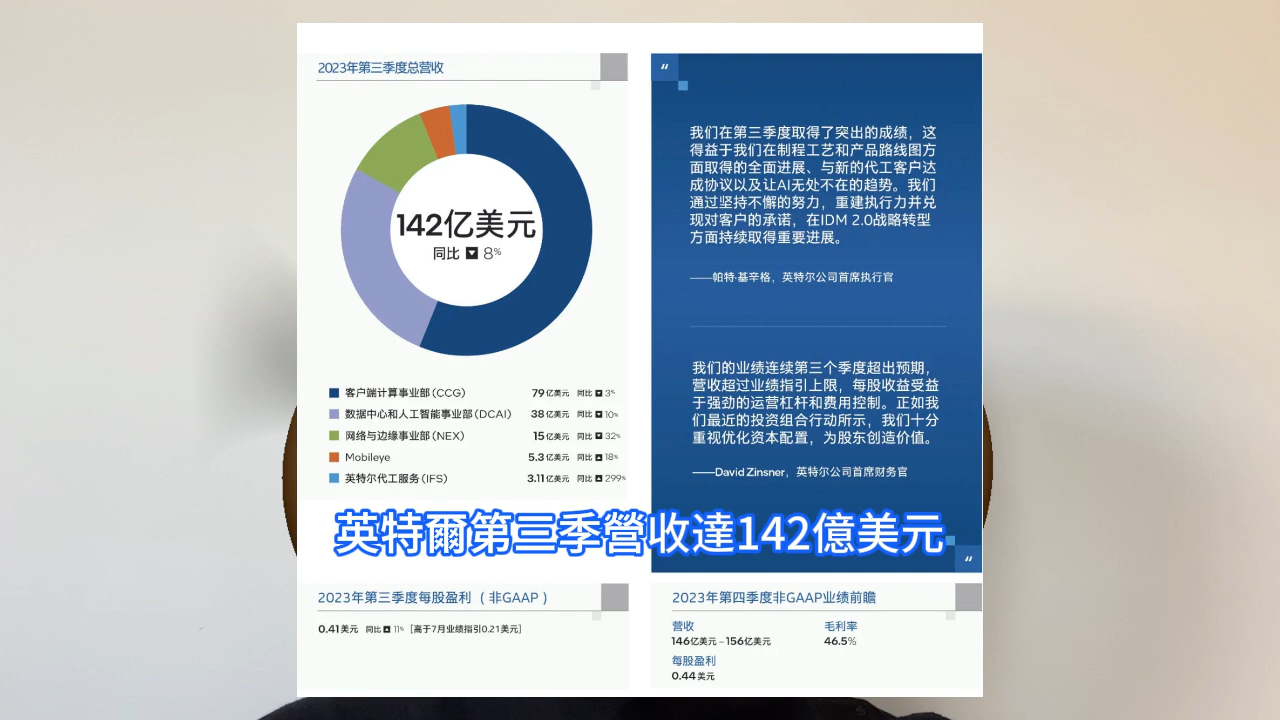 2023年第三季度总营收
142亿美元
同比 8%
客户端计算事业部(CCG) 79亿美元 同比 3%
数据中心和人工智能事业部(DCAI) 38亿美元 同比 10%
网络与边缘事业部(NEX) 15亿美元 同比 32%
Mobileye 5.3亿美元 同比 18%
英特尔代工服务(IFS) 3.11亿美元 同比 299%
“
我们在第三季度取得了突出的成绩，这
得益于我们在制程工艺和产品路线图方
面取得的全面进展、与新的代工客户达
成协议以及让AI无处不在的趋势。我们
通过坚持不懈的努力，重建执行力并兑
现对客户的承诺，在IDM 2.0战略转型
方面持续取得重要进展。
——帕特·基辛格，英特尔公司首席执行官
我们的业绩连续第三个季度超出预期，
营收超过业绩指引上限，每股收益受益
于强劲的运营杠杆和费用控制。正如我
们最近的投资组合行动所示，我们十分
重视优化资本配置，为股东创造价值。
——David Zinsner，英特尔公司首席财务官
“
英特爾第三季營收達142億美元
2023年第三季度每股盈利（非GAAP）
0.41美元 同比 11% [高于7月业绩指引0.21美元]
2023年第四季度非GAAP业绩前瞻
营收 毛利率
146亿美元 – 156亿美元 46.5%
每股盈利
0.44美元